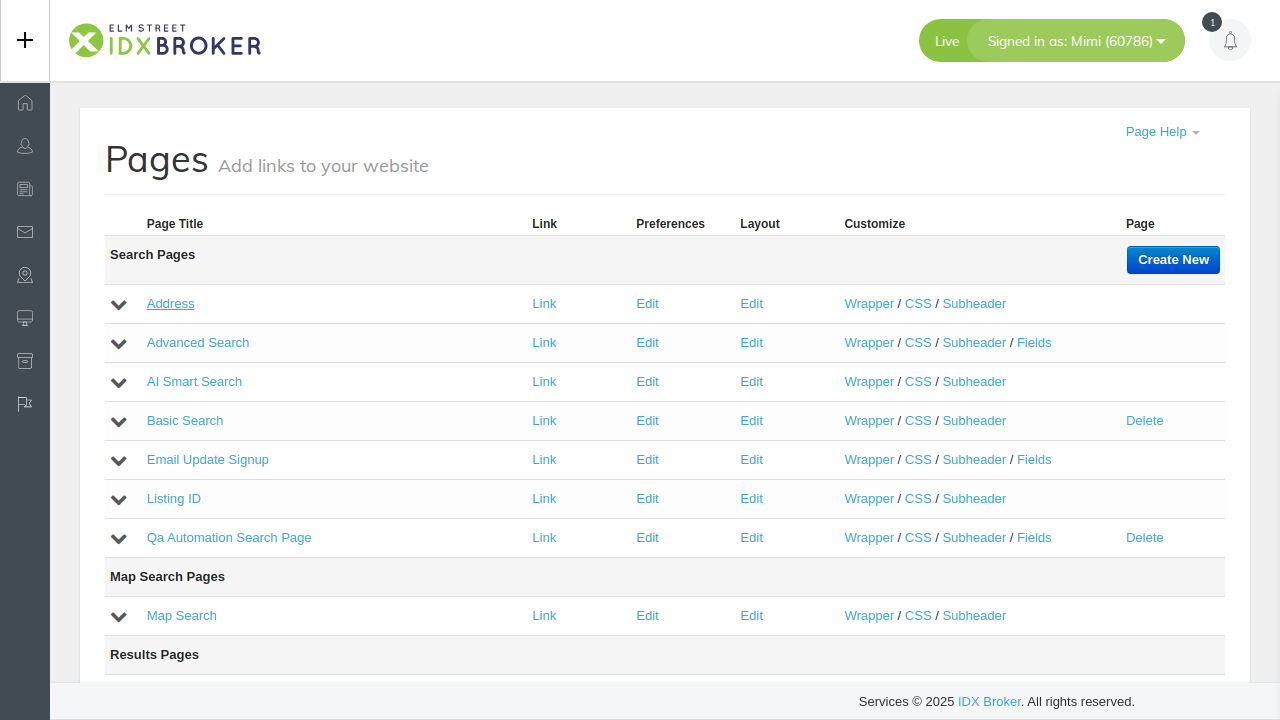 ELM STREET
IDXBROKER
Live
Signed in as: Mimi (60786)
1
Page Help
Pages Add links to your website
Page Title Link Preferences Layout Customize Page
Search Pages Create New
Address Link Edit Edit Wrapper / CSS / Subheader
Advanced Search Link Edit Edit Wrapper / CSS / Subheader / Fields
AI Smart Search Link Edit Edit Wrapper / CSS / Subheader
Basic Search Link Edit Edit Wrapper / CSS / Subheader Delete
Email Update Signup Link Edit Edit Wrapper / CSS / Subheader / Fields
Listing ID Link Edit Edit Wrapper / CSS / Subheader
Qa Automation Search Page Link Edit Edit Wrapper / CSS / Subheader / Fields Delete
Map Search Pages
Map Search Link Edit Edit Wrapper / CSS / Subheader
Results Pages
Services © 2025 IDX Broker. All rights reserved.